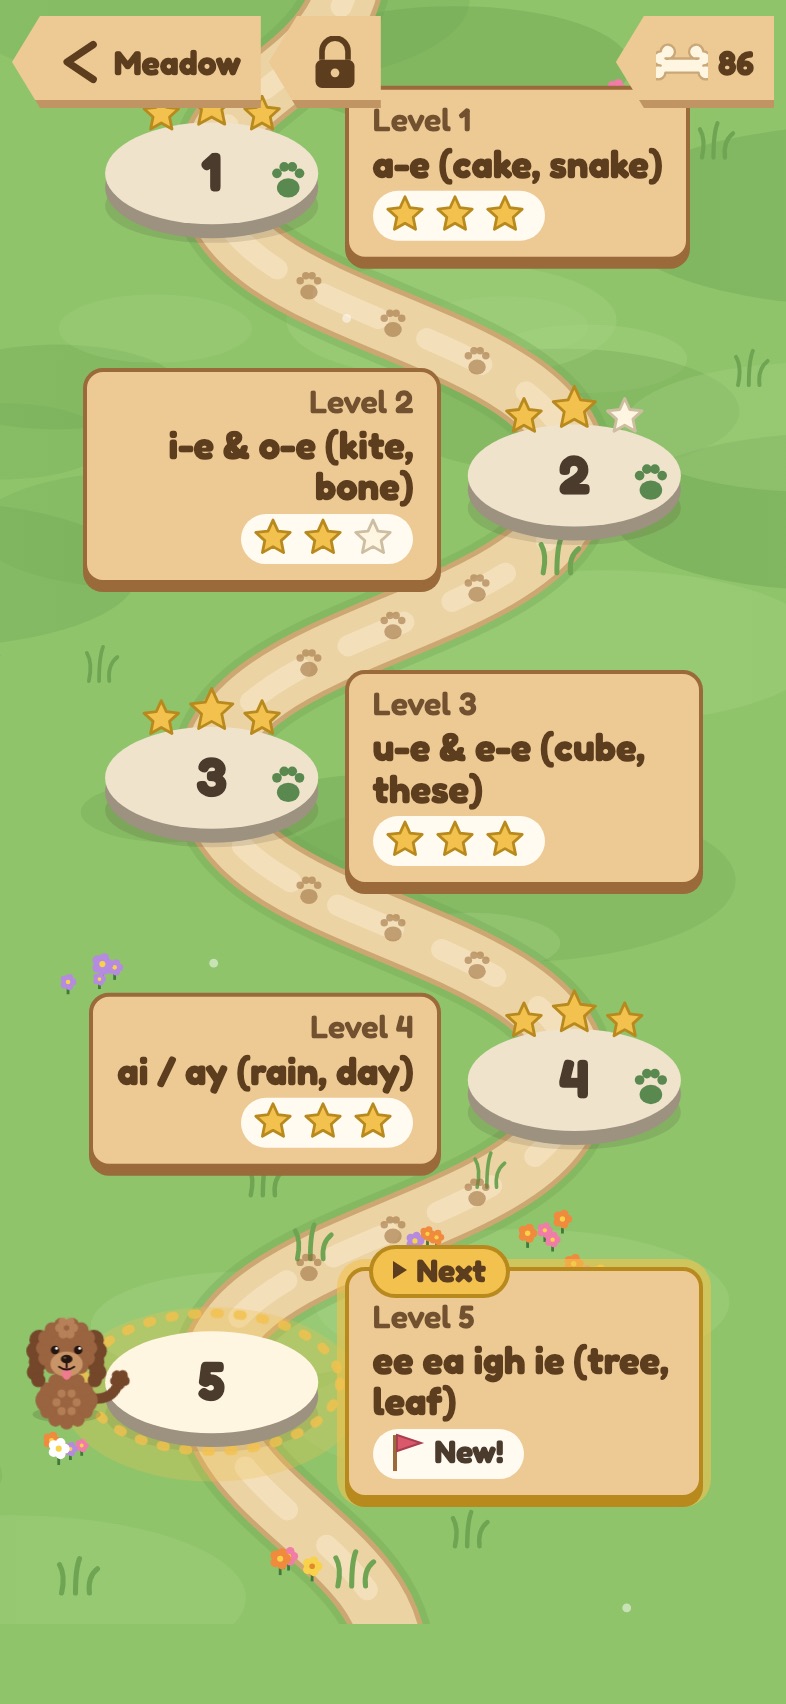 Meadow
86
Level 1
a-e (cake, snake)
1
Level 2
i-e & o-e (kite,
bone)
2
Level 3
u-e & e-e (cube,
these)
3
Level 4
ai / ay (rain, day)
4
Next
Level 5
ee ea igh ie (tree,
leaf)
New!
5